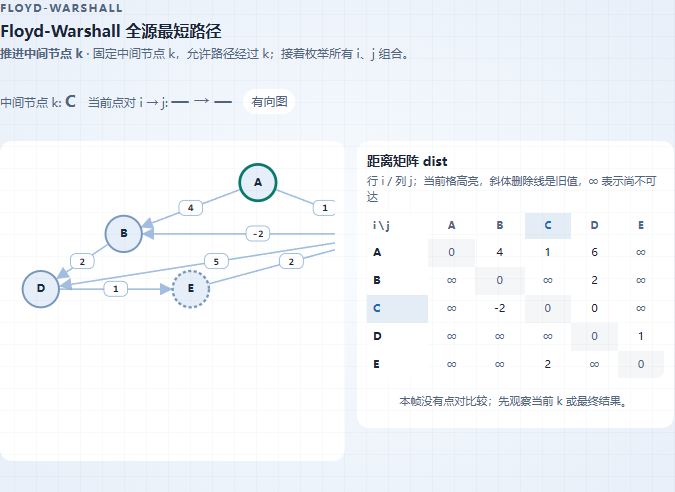 FLOYD-WARSHALL
Floyd-Warshall 全源最短路径
推进中间节点 k · 固定中间节点 k，允许路径经过 k；接着枚举所有 i、j 组合。
中间节点 k: C 当前点对 i → j: — → — 有向图
A
4
1
B
-2
2
5
2
D
1
E
距离矩阵 dist
行 i / 列 j；当前格高亮，斜体删除线是旧值，∞ 表示尚不可
达
i\j A B C D E
A 0 4 1 6 ∞
B ∞ 0 ∞ 2 ∞
C ∞ -2 0 0 ∞
D ∞ ∞ ∞ 0 1
E ∞ ∞ 2 ∞ 0
本帧没有点对比较；先观察当前 k 或最终结果。